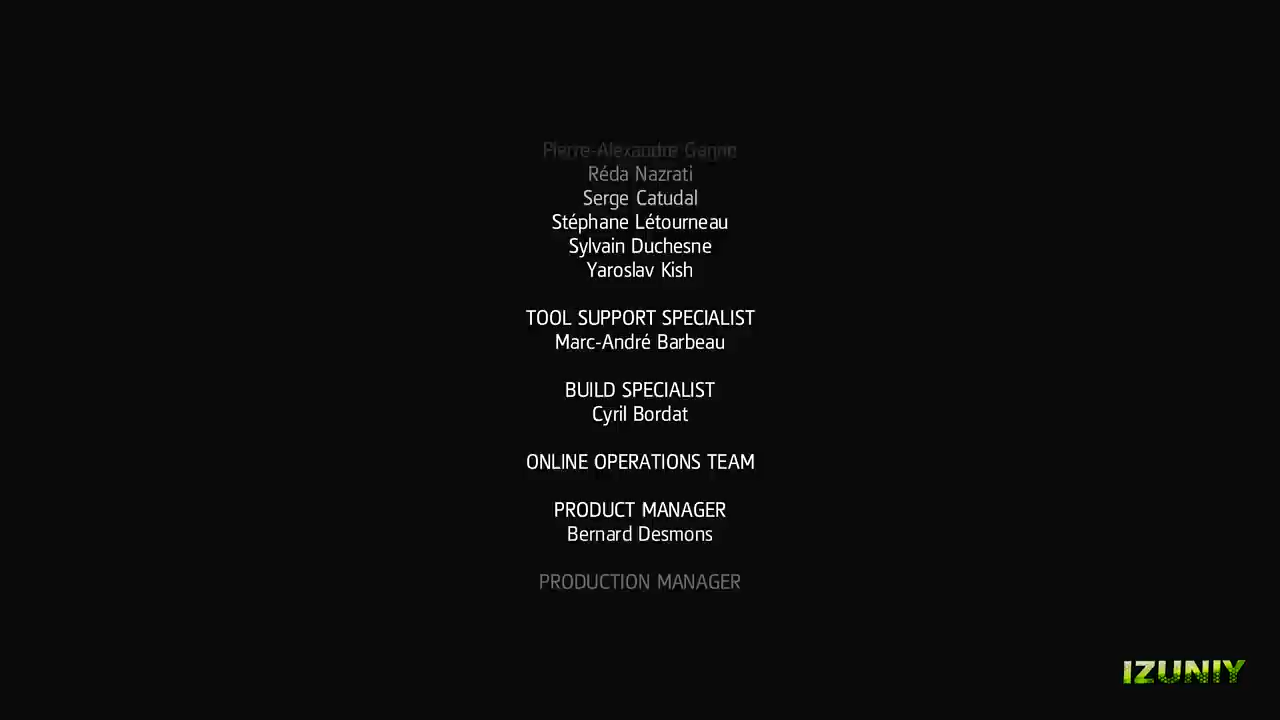 Pierre-Alexandre Gagné
Réda Nazrati
Serge Catudal
Stéphane Létourneau
Sylvain Duchesne
Yaroslav Kish
TOOL SUPPORT SPECIALIST
Marc-André Barbeau
BUILD SPECIALIST
Cyril Bordat
ONLINE OPERATIONS TEAM
PRODUCT MANAGER
Bernard Desmons
PRODUCTION MANAGER
IZUNIY